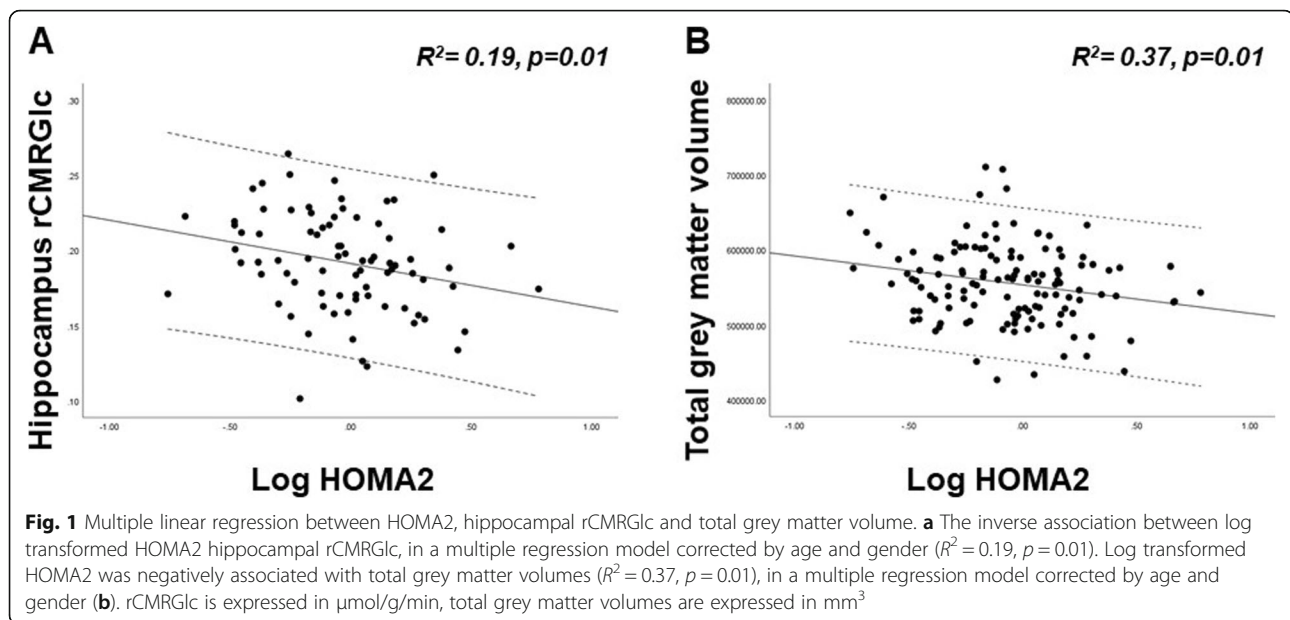 A
R²= 0.19, p=0.01
Hippocampus rCMRGlc
.30
.25
.20
.15
.10
-1.00
-.50
.00
.50
1.00
Log HOMA2
B
R²= 0.37, p=0.01
Total grey matter volume
800000.00
700000.00
600000.00
500000.00
400000.00
-1.00
-.50
.00
.50
1.00
Log HOMA2
Fig. 1 Multiple linear regression between HOMA2, hippocampal rCMRGlc and total grey matter volume. a The inverse association between log
transformed HOMA2 hippocampal rCMRGlc, in a multiple regression model corrected by age and gender (R² = 0.19, p = 0.01). Log transformed
HOMA2 was negatively associated with total grey matter volumes (R² = 0.37, p = 0.01), in a multiple regression model corrected by age and
gender (b). rCMRGlc is expressed in μmol/g/min, total grey matter volumes are expressed in mm³